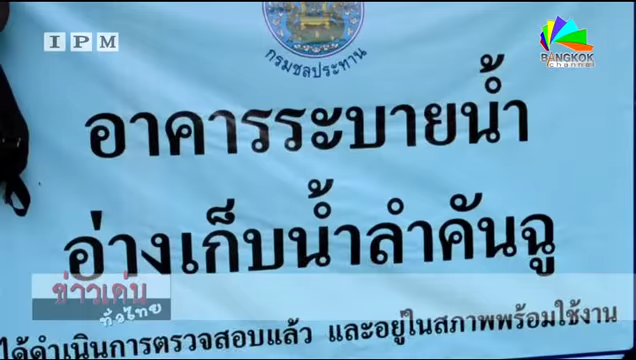 IPM
BANGKOK
channel
กรมชลประทาน
อาคารระบายน้ำ
อ่างเก็บน้ำลำคันฉู
ข่าวเด่น
ทั่วไทย
ได้ดำเนินการตรวจสอบแล้ว และอยู่ในสภาพพร้อมใช้งาน